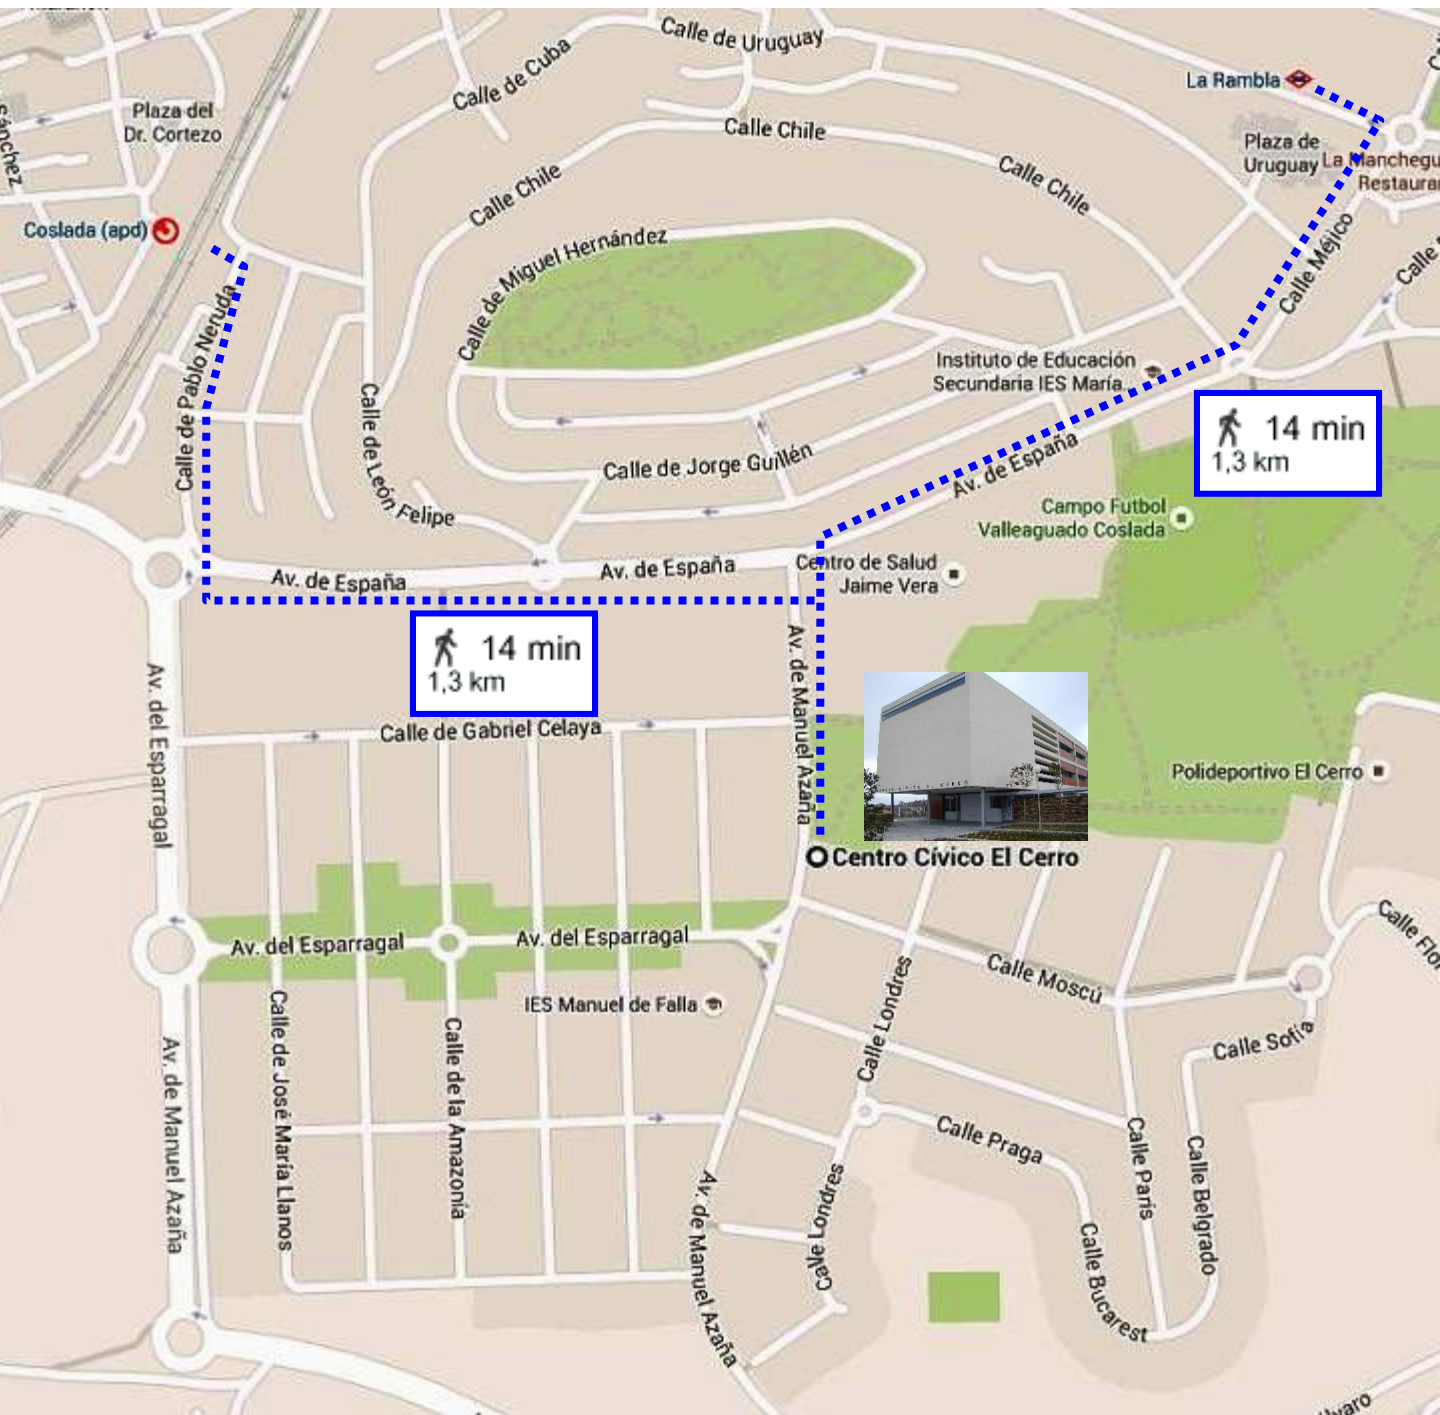 Calle de Uruguay
Calle de Cuba
La Rambla
Plaza del
Dr. Cortezo
Sánchez
Calle Chile
Plaza de
Uruguay
La Manchegu
Restaura
Calle Chile
Calle Chile
Coslada (apd)
Calle de Miguel Hernández
Calle Méjico
Calle
Calle de Pablo Neruda
Instituto de Educación
Secundaria IES María...
Calle de León Felipe
14 min
1,3 km
Calle de Jorge Guillén
Av. de España
Campo Futbol
Valleaguado Coslada
Av. de España
Av. de España
Centro de Salud
Jaime Vera
14 min
1,3 km
Av. de Manuel Azaña
Av. del Esparragal
Calle de Gabriel Celaya
Polideportivo El Cerro
Centro Cívico El Cerro
Av. del Esparragal
Av. del Esparragal
Calle Flor
Calle Moscú
IES Manuel de Falla
Calle Londres
Calle Sofía
Calle de José María Llanos
Calle de la Amazonía
Av. de Manuel Azaña
Calle Praga
Calle París
Calle Belgrado
Calle Londres
Av. de Manuel Azaña
Calle Bucarest